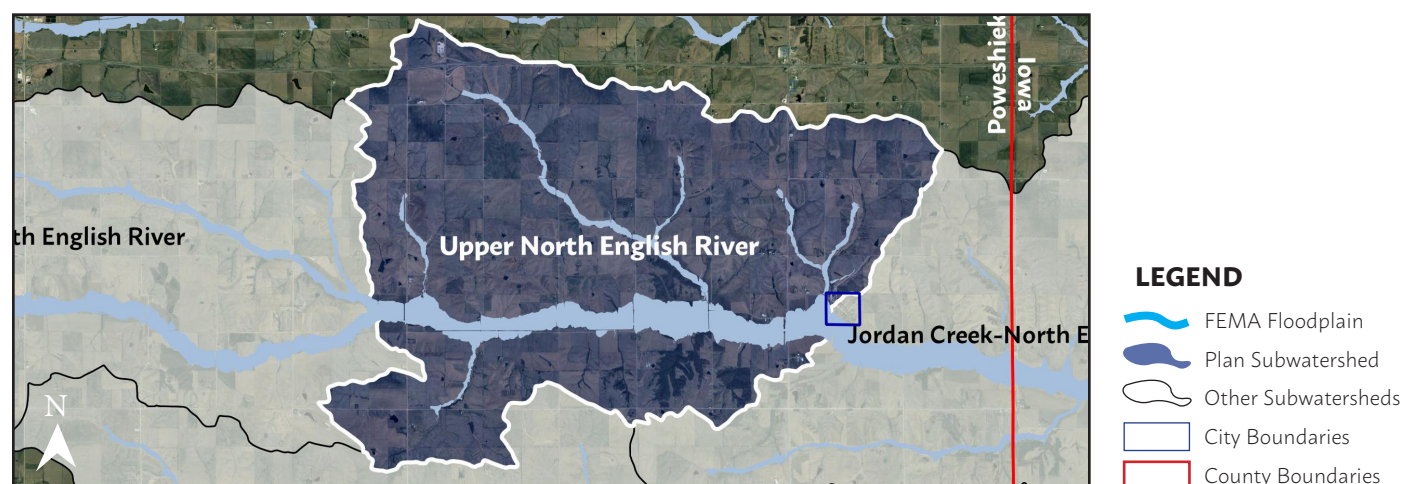 Poweshiek
Iowa
th English River
Upper North English River
Jordan Creek-North E
N
LEGEND
FEMA Floodplain
Plan Subwatershed
Other Subwatersheds
City Boundaries
County Boundaries